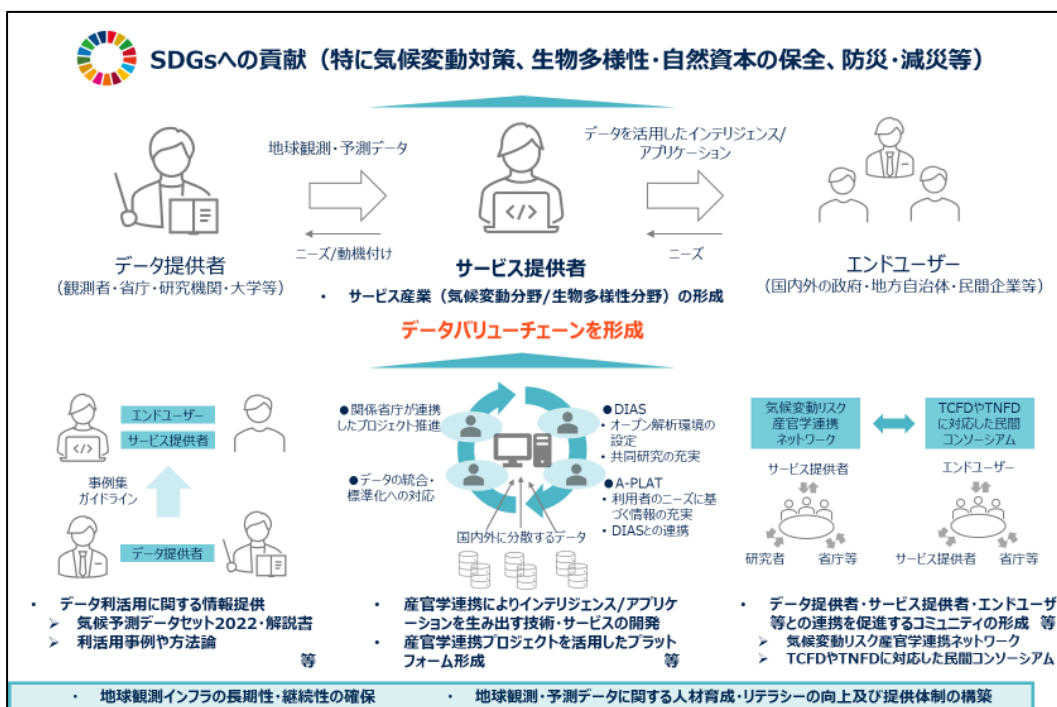 SDGsへの貢献（特に気候変動対策、生物多様性・自然資本の保全、防災・減災等）
地球観測・予測データ
データを活用したインテリジェンス/
アプリケーション
</>
ニーズ/動機付け
ニーズ
データ提供者
（観測者・省庁・研究機関・大学等）
サービス提供者
・ サービス産業（気候変動分野/生物多様性分野）の形成
エンドユーザー
（国内外の政府・地方自治体・民間企業等）
データバリューチェーンを形成
エンドユーザー
サービス提供者
</>
事例集
ガイドライン
データ提供者
●関係省庁が連携
したプロジェクト推進
●データの統合・
標準化への対応
●DIAS
・オープン解析環境の
設定
・共同研究の充実
●A-PLAT
・利用者のニーズに基
づく情報の充実
・DIASとの連携
国内外に分散するデータ
気候変動リスク
産官学連携
ネットワーク
TCFDやTNFD
に対応した民間
コンソーシアム
サービス提供者
研究者
省庁等
エンドユーザー
サービス提供者
省庁等
・ データ利活用に関する情報提供
➢ 気候予測データセット2022・解説書
➢ 利活用事例や方法論
等
・ 産官学連携によりインテリジェンス/アプリケ
ーションを生み出す技術・サービスの開発
・ 産官学連携プロジェクトを活用したプラット
フォーム形成 等
・ データ提供者・サービス提供者・エンドユーザ
等との連携を促進するコミュニティの形成 等
➢ 気候変動リスク産官学連携ネットワーク
➢ TCFDやTNFDに対応した民間コンソーシアム
・ 地球観測インフラの長期性・継続性の確保
・ 地球観測・予測データに関する人材育成・リテラシーの向上及び提供体制の構築